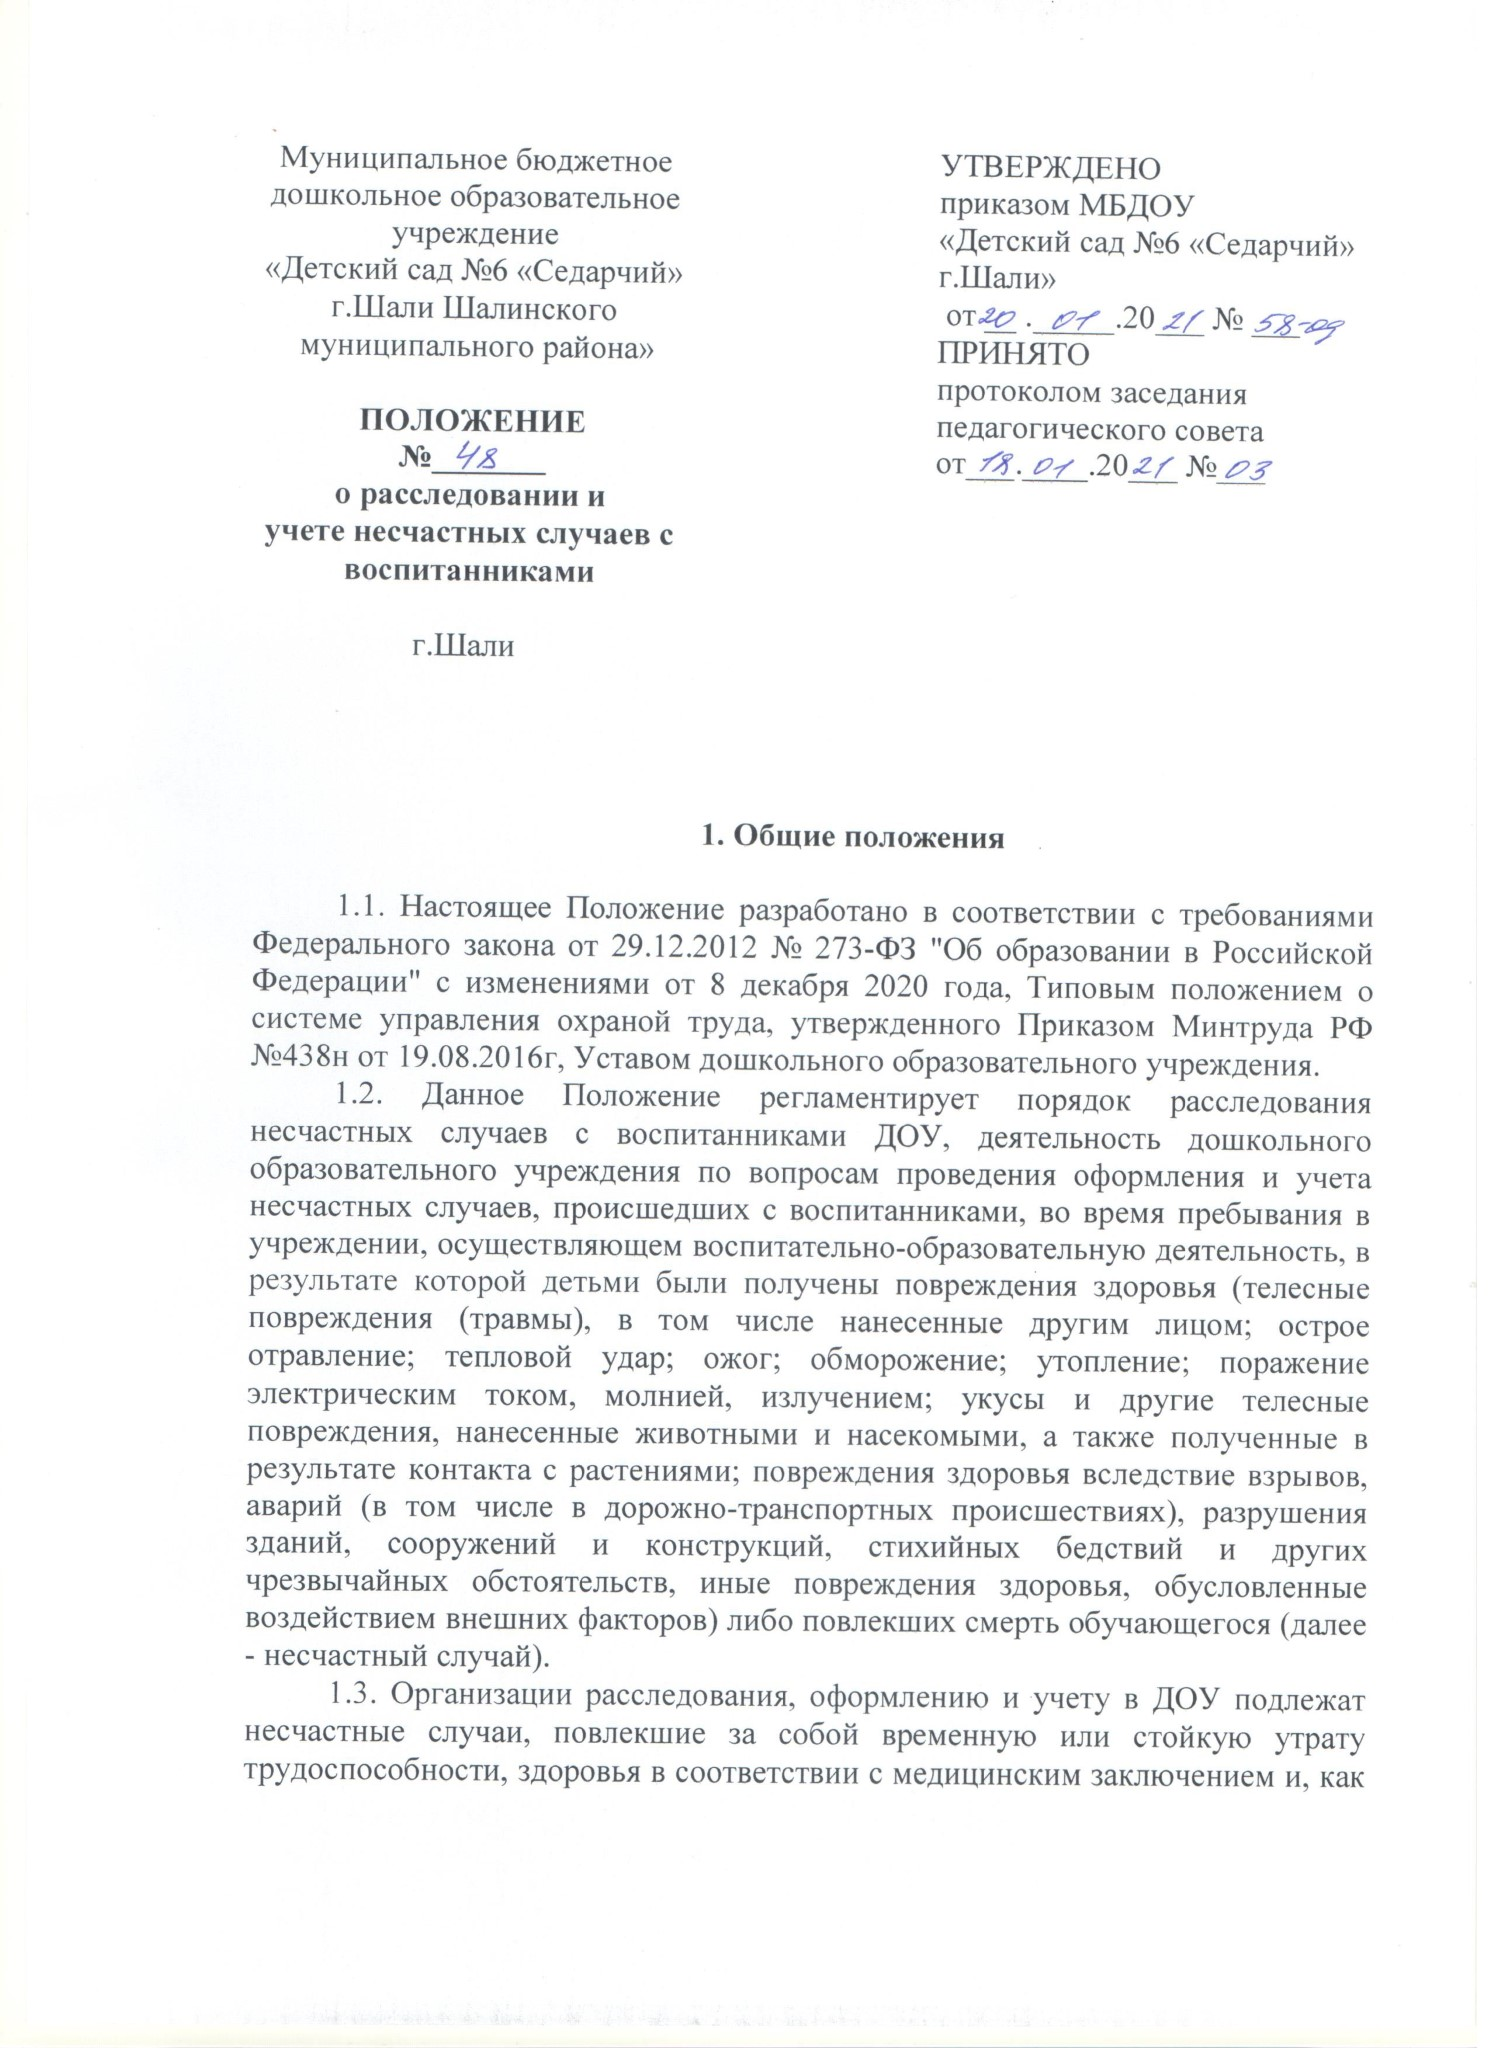 Муниципальное бюджетное
дошкольное образовательное
учреждение
«Детский сад №6 «Седарчий»
г.Шали Шалинского
муниципального района»
ПОЛОЖЕНИЕ
№ 48
о расследовании и
учете несчастных случаев с
воспитанниками
г.Шали
УТВЕРЖДЕНО
приказом МБДОУ
«Детский сад №6 «Седарчий»
г.Шали»
от 20 . 01 .20 21 № 58-09
ПРИНЯТО
протоколом заседания
педагогического совета
от 18 . 01 .20 21 № 03
1. Общие положения
1.1. Настоящее Положение разработано в соответствии с требованиями
Федерального закона от 29.12.2012 № 273-ФЗ "Об образовании в Российской
Федерации" с изменениями от 8 декабря 2020 года, Типовым положением о
системе управления охраной труда, утвержденного Приказом Минтруда РФ
№438н от 19.08.2016г, Уставом дошкольного образовательного учреждения.
1.2. Данное Положение регламентирует порядок расследования
несчастных случаев с воспитанниками ДОУ, деятельность дошкольного
образовательного учреждения по вопросам проведения оформления и учета
несчастных случаев, происшедших с воспитанниками, во время пребывания в
учреждении, осуществляющем воспитательно-образовательную деятельность, в
результате которой детьми были получены повреждения здоровья (телесные
повреждения (травмы), в том числе нанесенные другим лицом; острое
отравление; тепловой удар; ожог; обморожение; утопление; поражение
электрическим током, молнией, излучением; укусы и другие телесные
повреждения, нанесенные животными и насекомыми, а также полученные в
результате контакта с растениями; повреждения здоровья вследствие взрывов,
аварий (в том числе в дорожно-транспортных происшествиях), разрушения
зданий, сооружений и конструкций, стихийных бедствий и других
чрезвычайных обстоятельств, иные повреждения здоровья, обусловленные
воздействием внешних факторов) либо повлекших смерть обучающегося (далее
- несчастный случай).
1.3. Организации расследования, оформлению и учету в ДОУ подлежат
несчастные случаи, повлекшие за собой временную или стойкую утрату
трудоспособности, здоровья в соответствии с медицинским заключением и, как